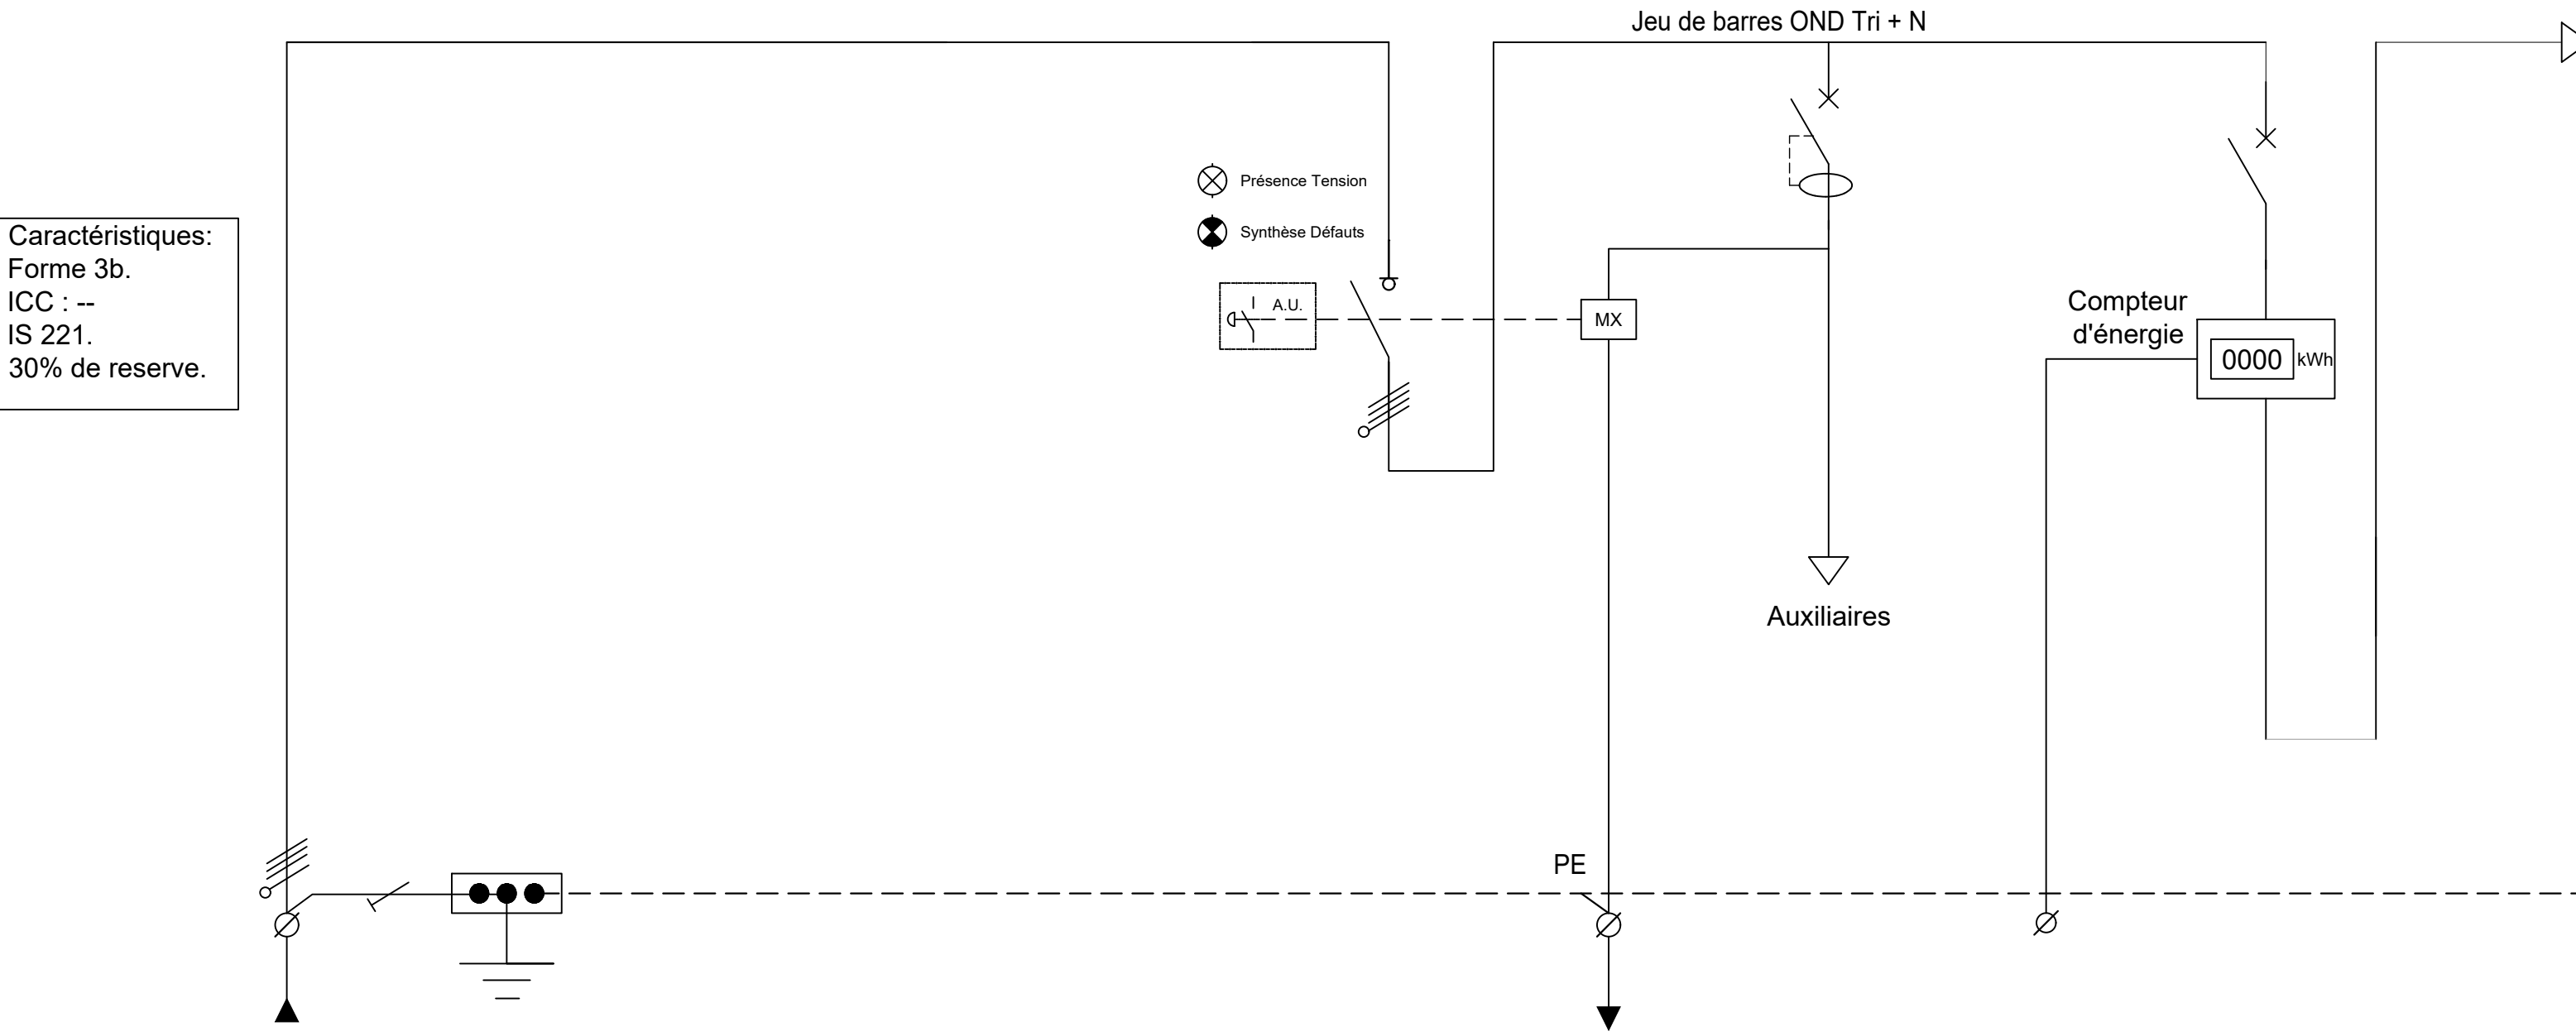 Jeu de barres OND Tri + N
Présence Tension
Synthèse Défauts
Caractéristiques:
Forme 3b.
ICC : --
IS 221.
30% de reserve.
A.U.
MX
Compteur
d'énergie
0000 kWh
Auxiliaires
PE